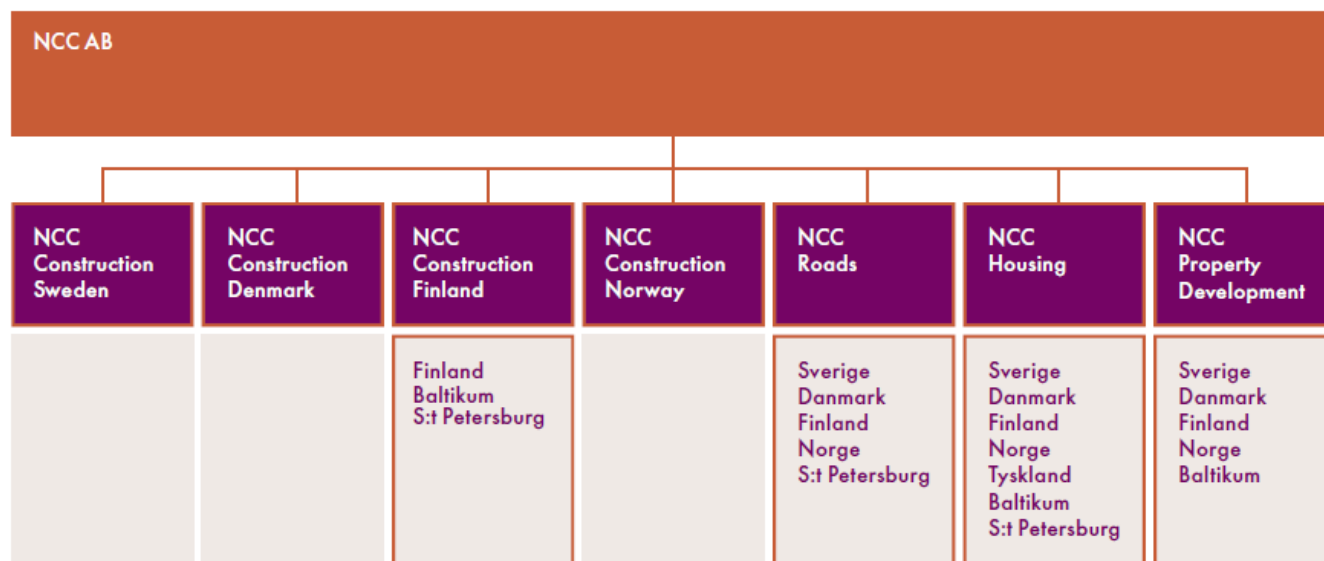 NCC AB
NCC
Construction
Sweden
NCC
Construction
Denmark
NCC
Construction
Finland
NCC
Construction
Norway
NCC
Roads
NCC
Housing
NCC
Property
Development
Finland
Baltikum
S:t Petersburg
Sverige
Danmark
Finland
Norge
S:t Petersburg
Sverige
Danmark
Finland
Norge
Tyskland
Baltikum
S:t Petersburg
Sverige
Danmark
Finland
Norge
Baltikum